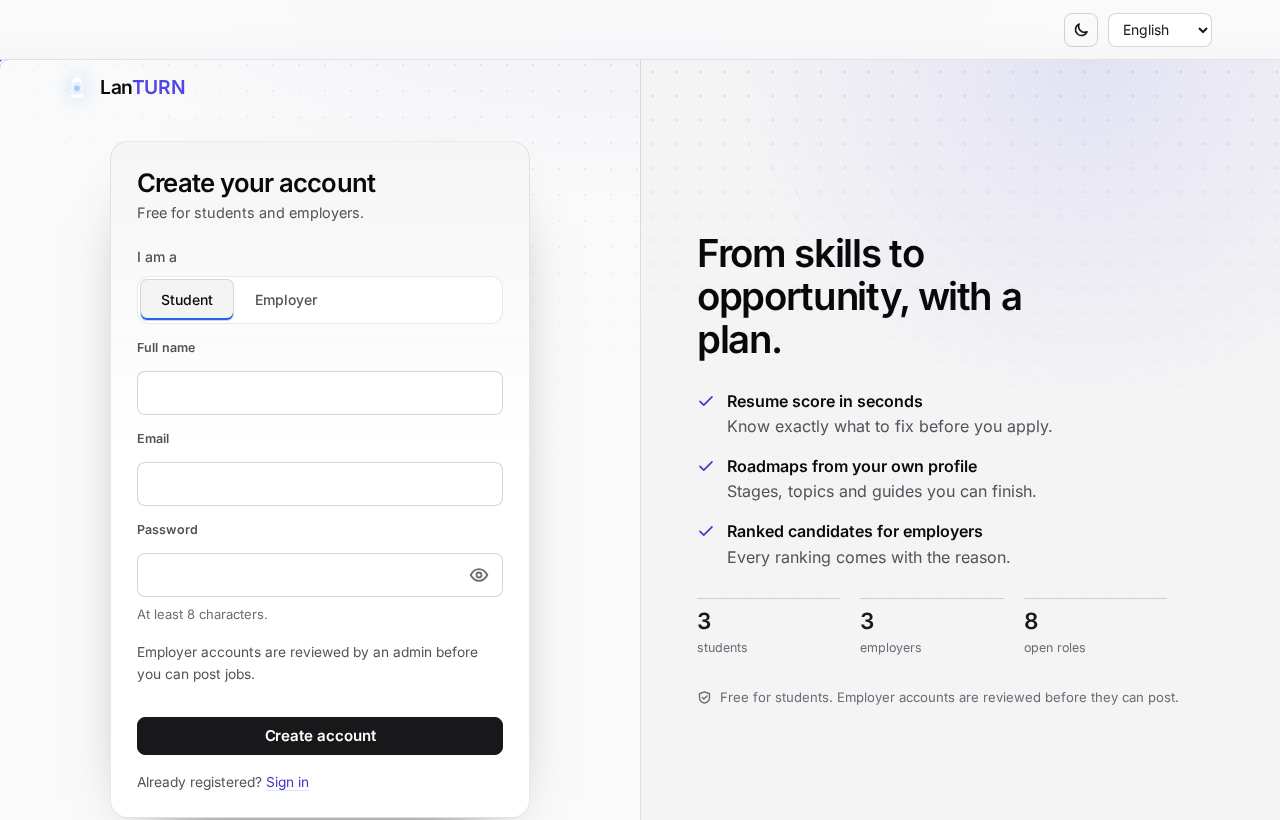 English
LanTURN
Create your account
Free for students and employers.
I am a
Student
Employer
Full name
Email
Password
At least 8 characters.
Employer accounts are reviewed by an admin before
you can post jobs.
Create account
Already registered? Sign in
From skills to
opportunity, with a
plan.
Resume score in seconds
Know exactly what to fix before you apply.
Roadmaps from your own profile
Stages, topics and guides you can finish.
Ranked candidates for employers
Every ranking comes with the reason.
3
students
3
employers
8
open roles
Free for students. Employer accounts are reviewed before they can post.